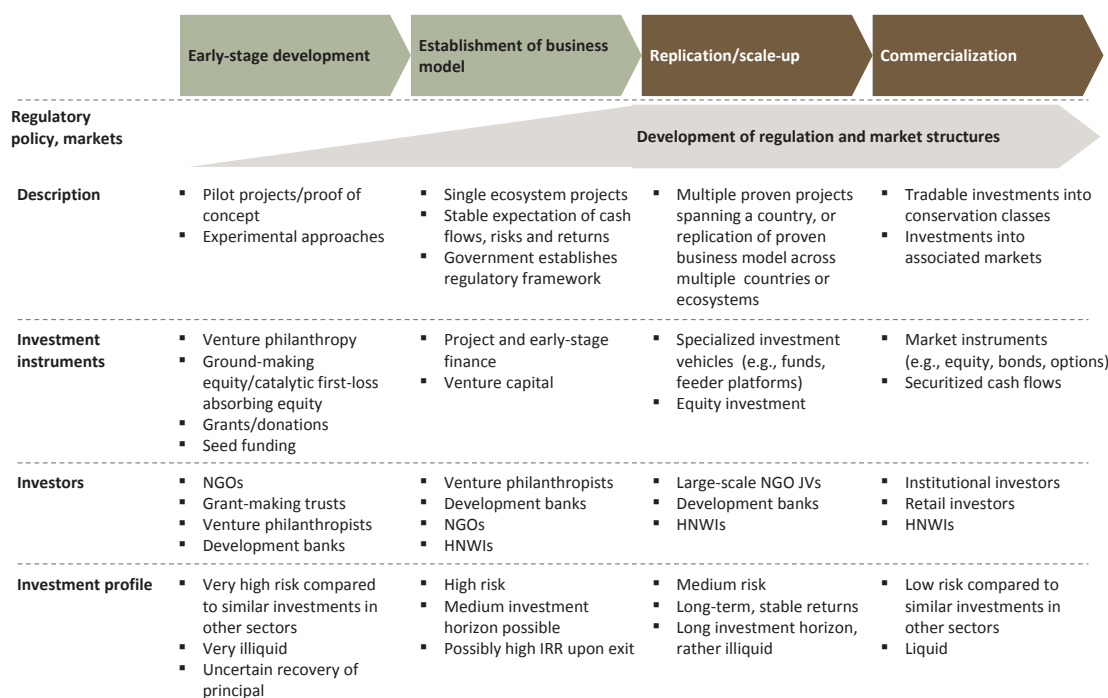 Early-stage development
Establishment of business
model
Replication/scale-up
Commercialization
Regulatory
policy, markets
Development of regulation and market structures
Description
▪ Pilot projects/proof of
concept
▪ Experimental approaches
▪ Single ecosystem projects
▪ Stable expectation of cash
flows, risks and returns
▪ Government establishes
regulatory framework
▪ Multiple proven projects
spanning a country, or
replication of proven
business model across
multiple countries or
ecosystems
▪ Tradable investments into
conservation classes
▪ Investments into
associated markets
Investment
instruments
▪ Venture philanthropy
▪ Ground-making
equity/catalytic first-loss
absorbing equity
▪ Grants/donations
▪ Seed funding
▪ Project and early-stage
finance
▪ Venture capital
▪ Specialized investment
vehicles (e.g., funds,
feeder platforms)
▪ Equity investment
▪ Market instruments
(e.g., equity, bonds, options)
▪ Securitized cash flows
Investors
▪ NGOs
▪ Grant-making trusts
▪ Venture philanthropists
▪ Development banks
▪ Venture philanthropists
▪ Development banks
▪ NGOs
▪ HNWIs
▪ Large-scale NGO JVs
▪ Development banks
▪ HNWIs
▪ Institutional investors
▪ Retail investors
▪ HNWIs
Investment profile
▪ Very high risk compared
to similar investments in
other sectors
▪ Very illiquid
▪ Uncertain recovery of
principal
▪ High risk
▪ Medium investment
horizon possible
▪ Possibly high IRR upon exit
▪ Medium risk
▪ Long-term, stable returns
▪ Long investment horizon,
rather illiquid
▪ Low risk compared to
similar investments in
other sectors
▪ Liquid